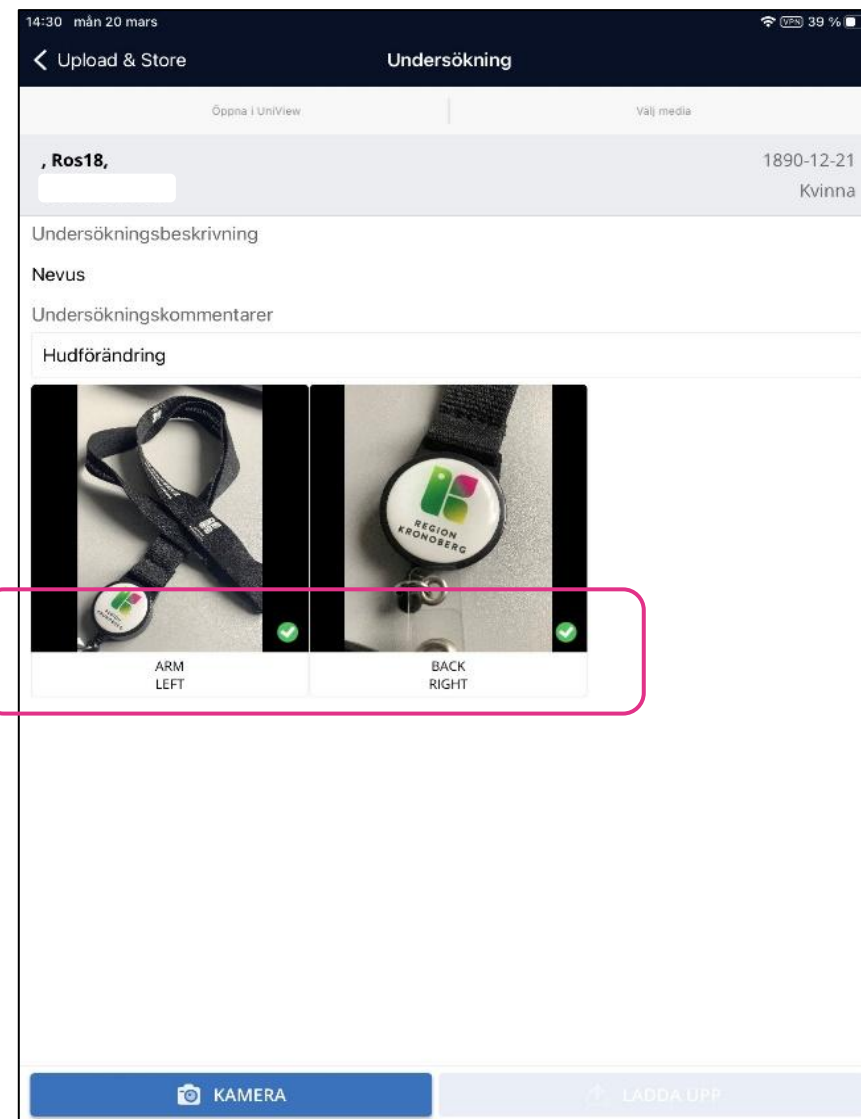 14:30 mån 20 mars
VPN 39 %
Upload & Store
Undersökning
Öppna i UniView
Välj media
, Ros18,
1890-12-21
Kvinna
Undersökningsbeskrivning
Nevus
Undersökningskommentarer
Hudförändring
REGION
KRONOBERG
ARM
LEFT
BACK
RIGHT
KAMERA
LADDA UPP